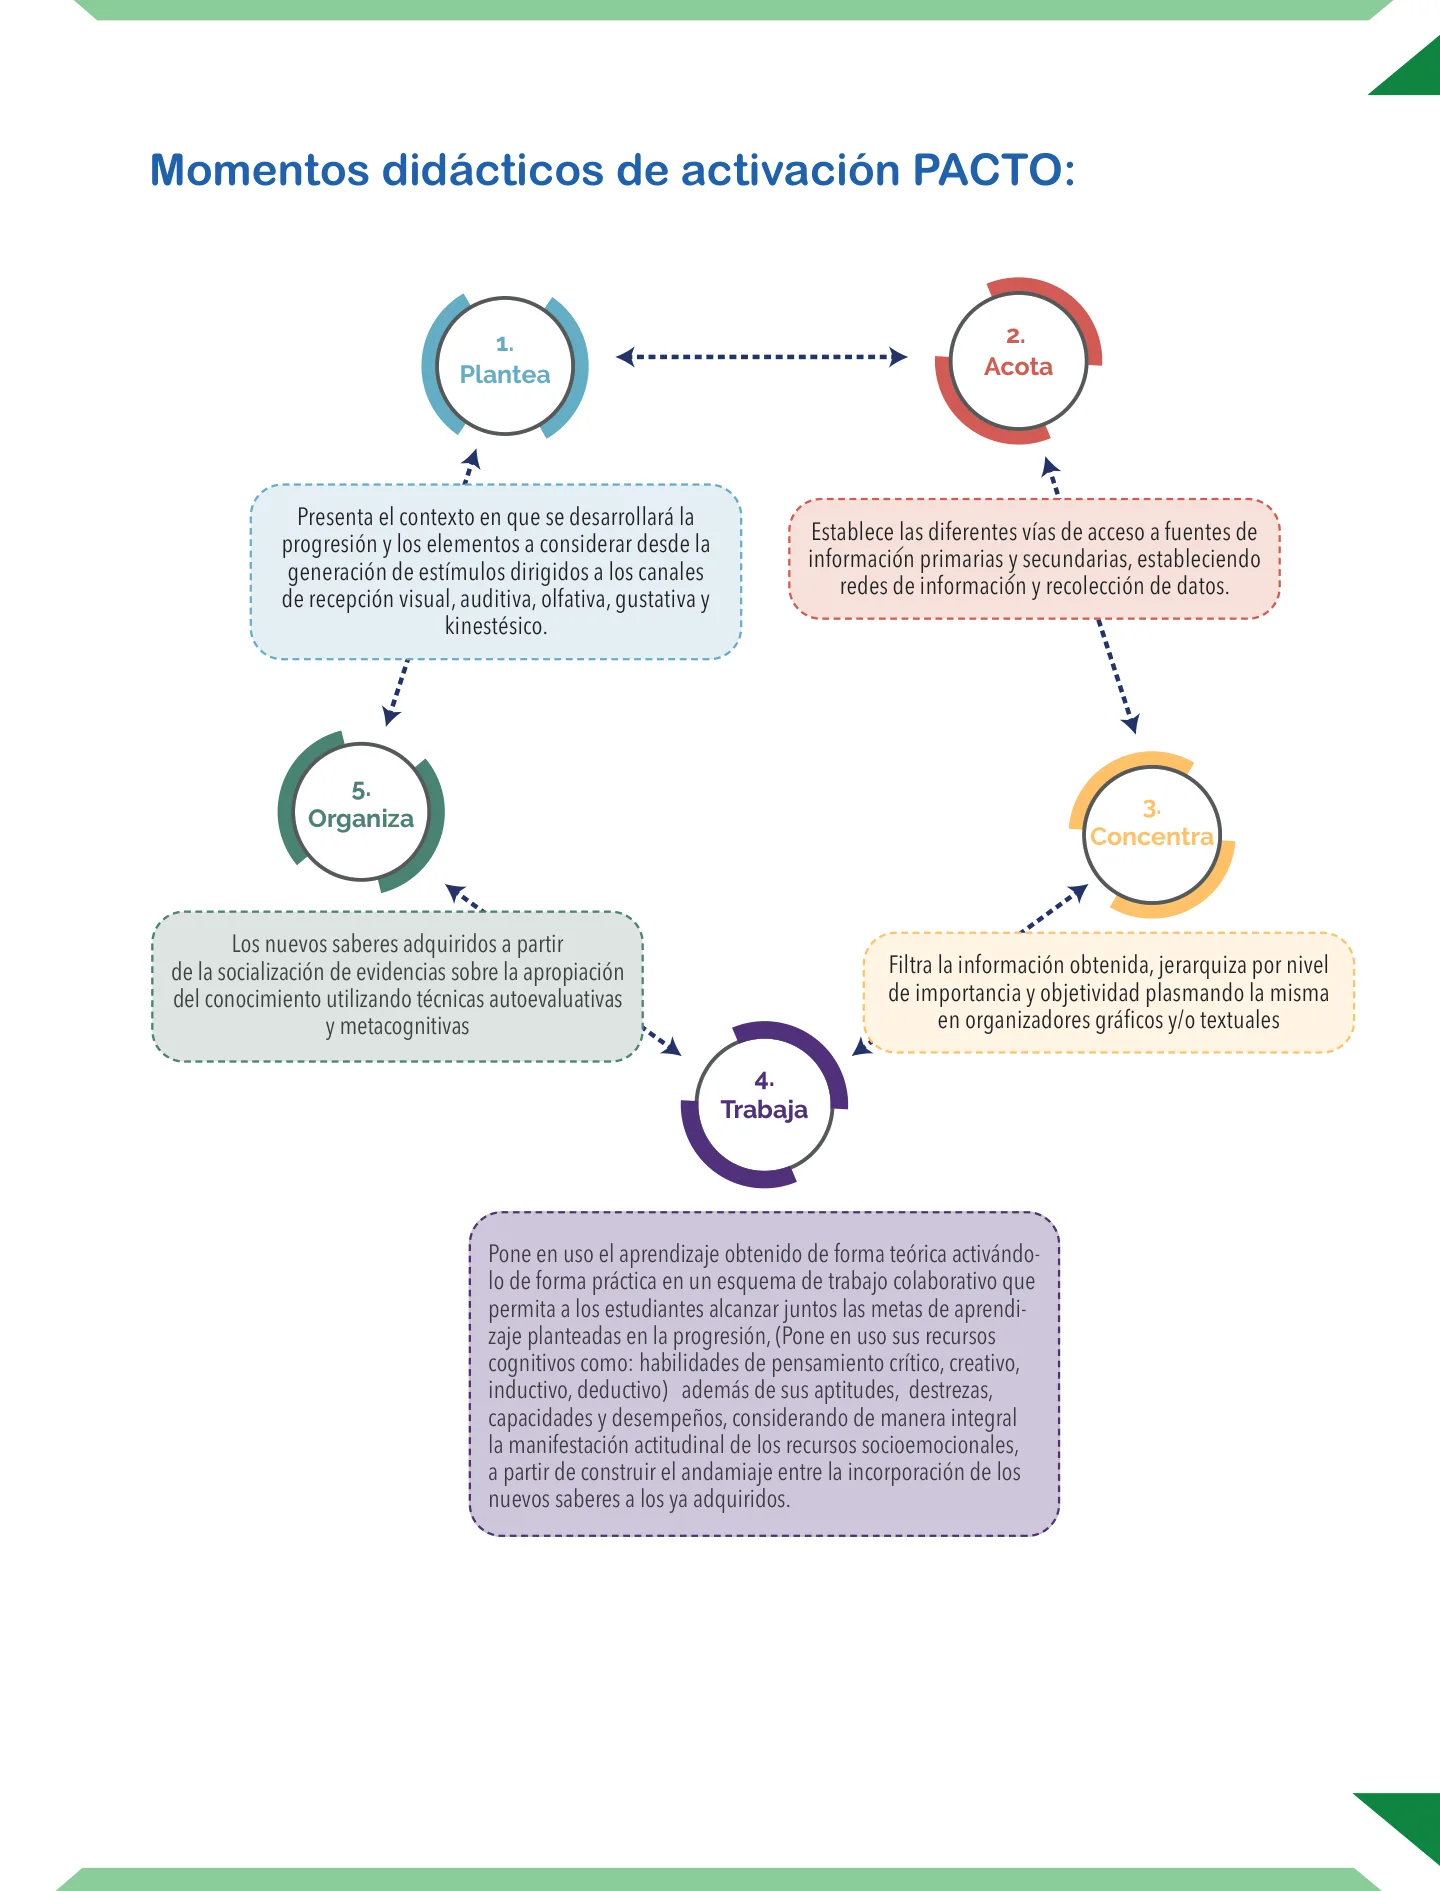 Momentos didácticos de activación PACTO:
1.
Plantea
2.
Acota
Presenta el contexto en que se desarrollará la
progresión y los elementos a considerar desde la
generación de estímulos dirigidos a los canales
de recepción visual, auditiva, olfativa, gustativa y
kinestésico.
Establece las diferentes vías de acceso a fuentes de
información primarias y secundarias, estableciendo
redes de información y recolección de datos.
5.
Organiza
3.
Concentra
Los nuevos saberes adquiridos a partir
de la socialización de evidencias sobre la apropiación
del conocimiento utilizando técnicas autoevaluativas
y metacognitivas
Filtra la información obtenida, jerarquiza por nivel
de importancia y objetividad plasmando la misma
en organizadores gráficos y/o textuales
4.
Trabaja
Pone en uso el aprendizaje obtenido de forma teórica activándo-
lo de forma práctica en un esquema de trabajo colaborativo que
permita a los estudiantes alcanzar juntos las metas de aprendi-
zaje planteadas en la progresión, (Pone en uso sus recursos
cognitivos como: habilidades de pensamiento crítico, creativo,
inductivo, deductivo) además de sus aptitudes, destrezas,
capacidades y desempeños, considerando de manera integral
la manifestación actitudinal de los recursos socioemocionales,
a partir de construir el andamiaje entre la incorporación de los
nuevos saberes a los ya adquiridos.